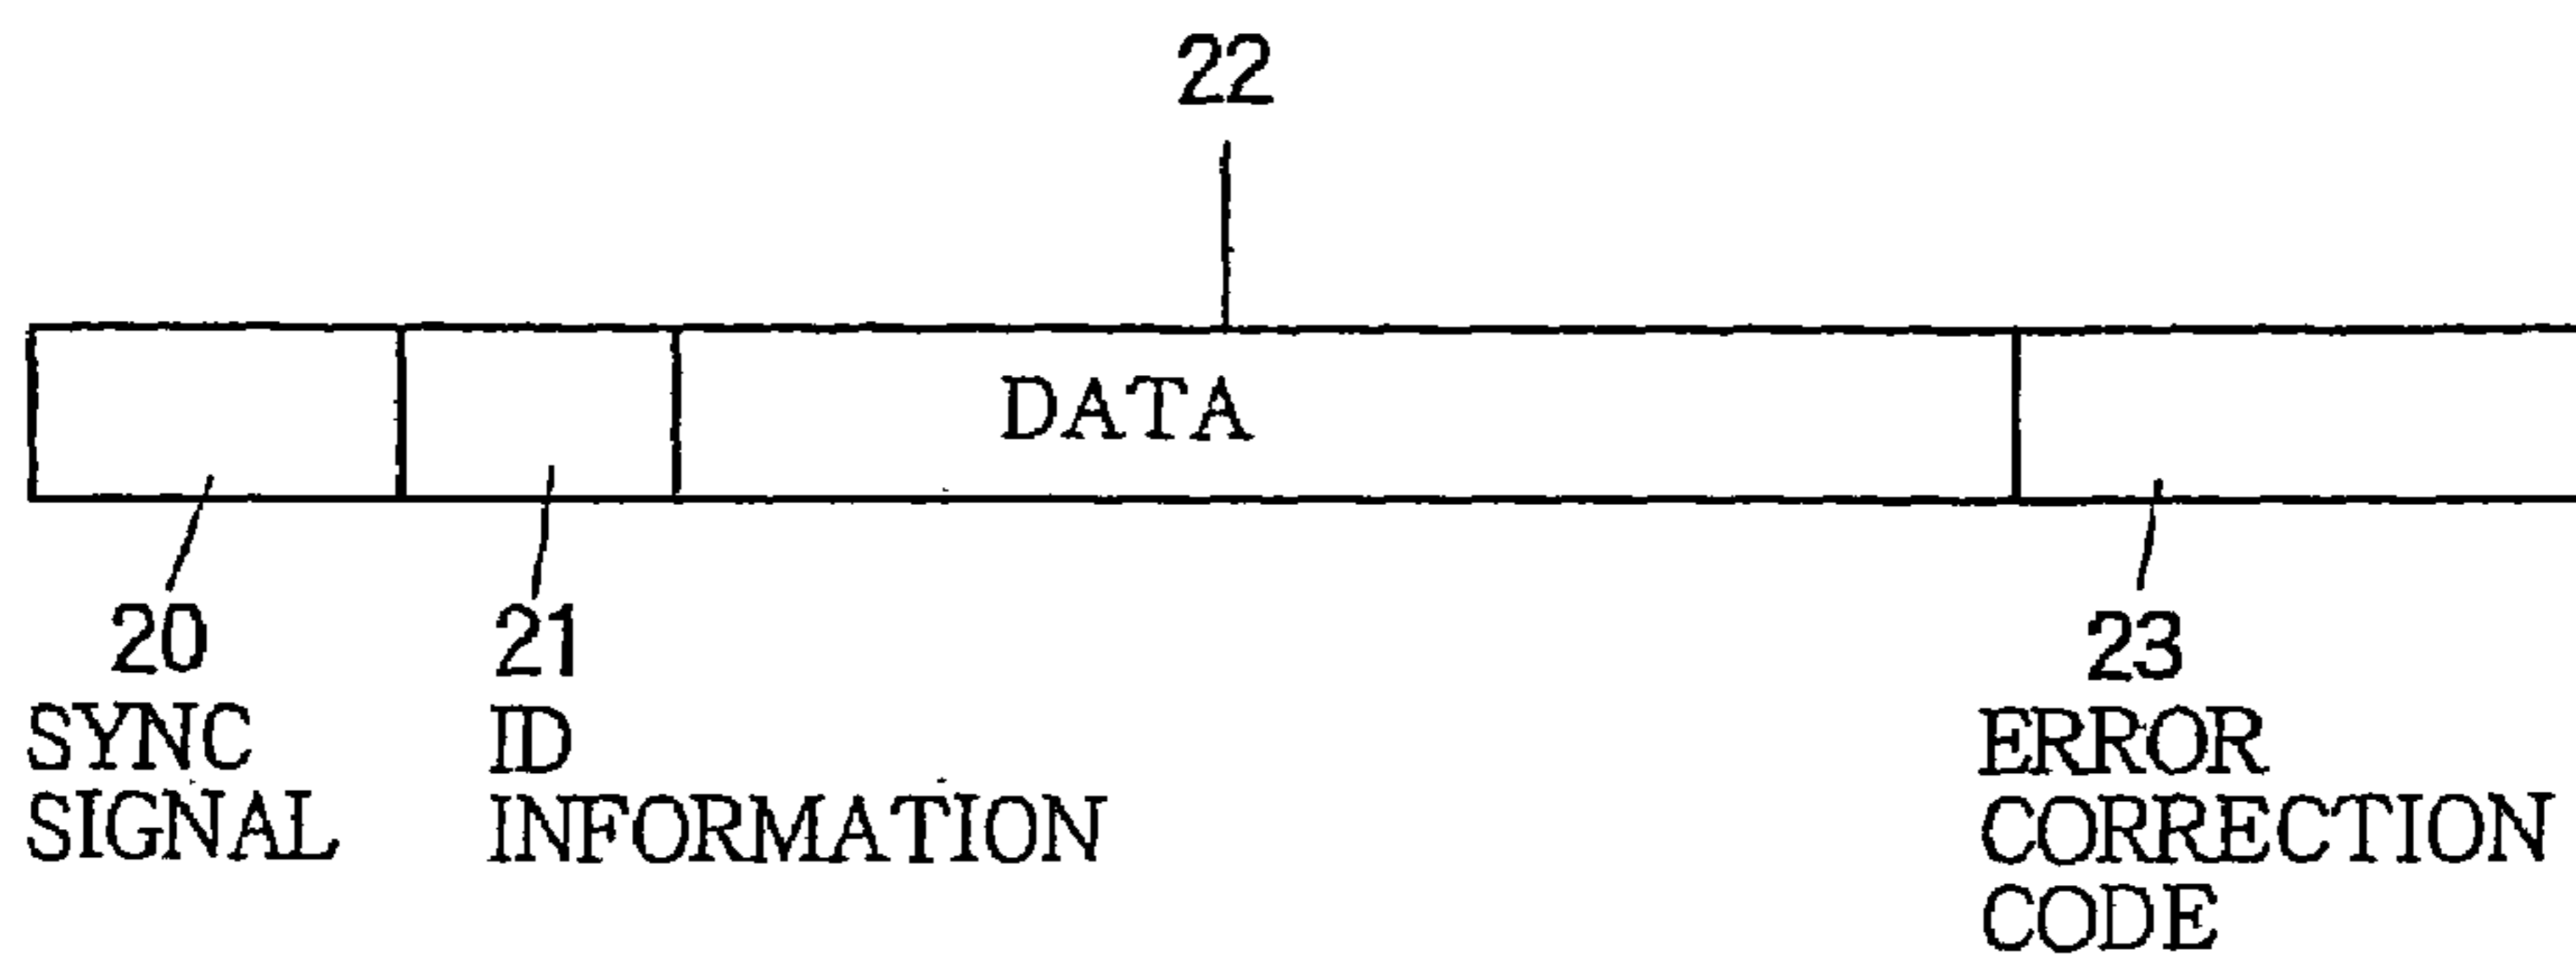 22
DATA
20
SYNC
SIGNAL
21
ID
INFORMATION
23
ERROR
CORRECTION
CODE